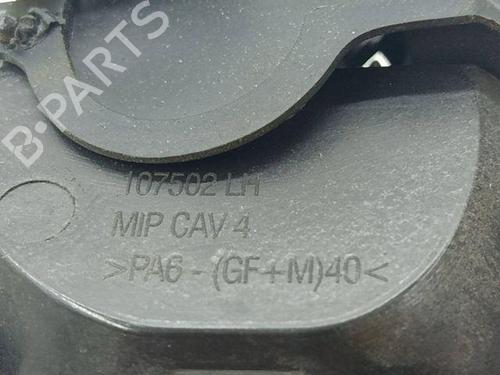 B-PARTS
107502 LH
MIP CAV 4
>PA6-(GF+M)40<